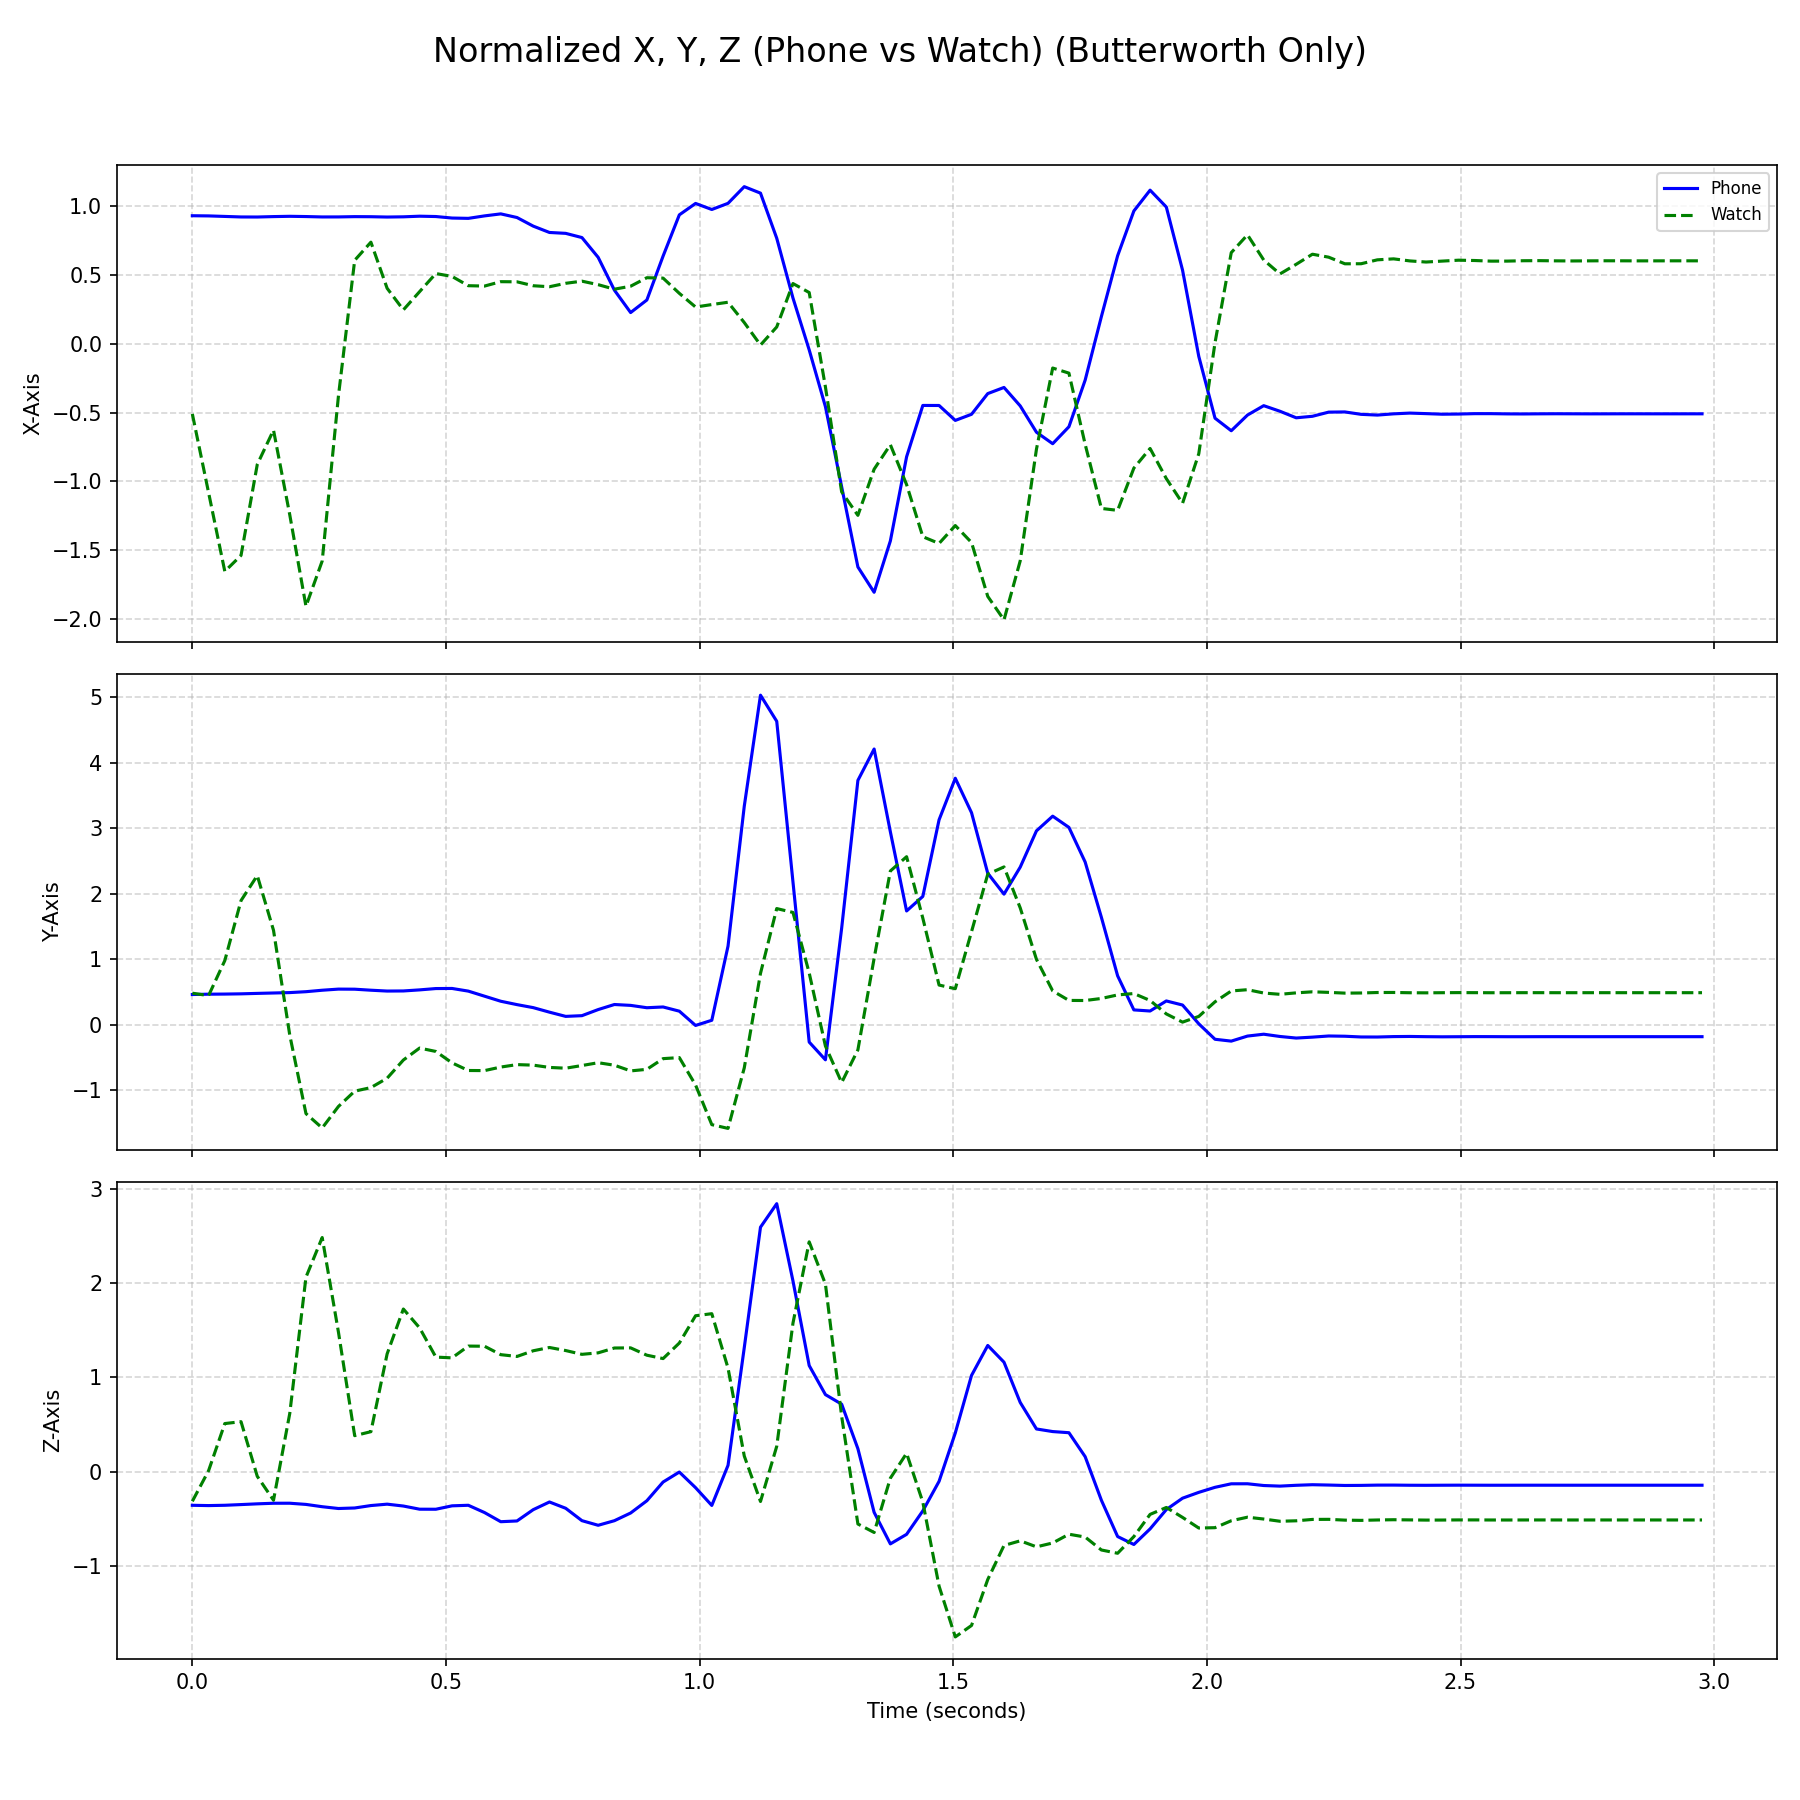 Normalized X, Y, Z (Phone vs Watch) (Butterworth Only)
Phone
Watch
1.0
0.5
0.0
−0.5
−1.0
−1.5
−2.0
X-Axis
5
4
3
2
1
0
−1
Y-Axis
3
2
1
0
−1
Z-Axis
0.0 0.5 1.0 1.5 2.0 2.5 3.0
Time (seconds)